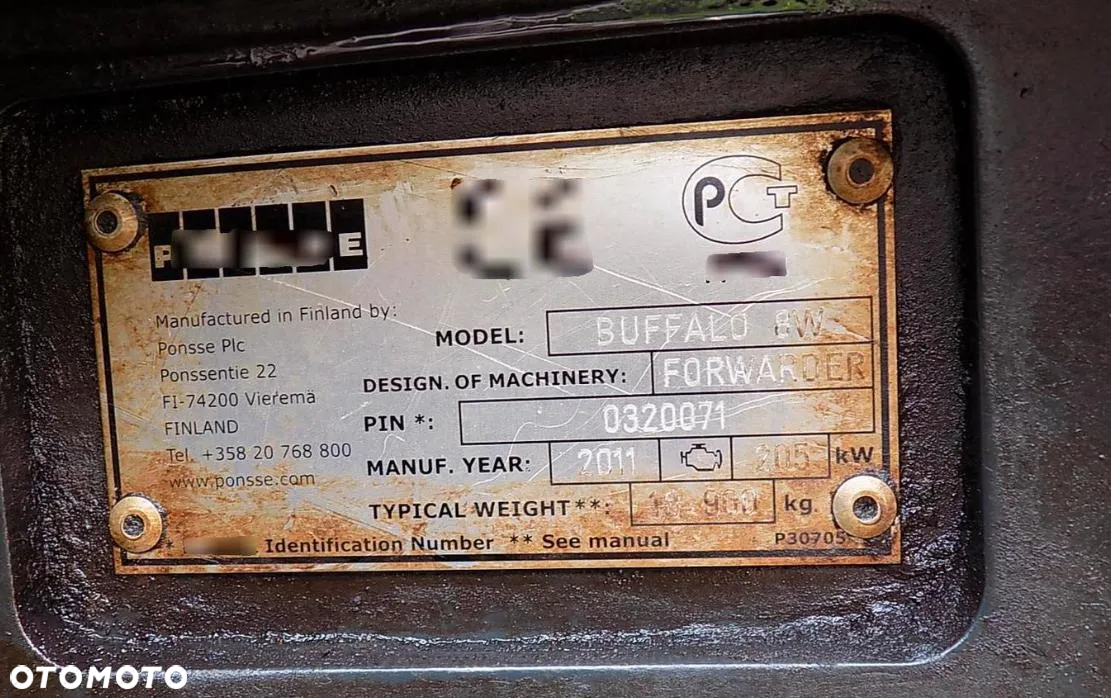 PCT
Manufactured in Finland by:
Ponsse Plc
Ponssentie 22
FI-74200 Vieremä
FINLAND
Tel. +358 20 768 800
www.ponsse.com
MODEL: BUFFALO 8W
DESIGN. OF MACHINERY: FORWARDER
PIN *: 0320071
MANUF. YEAR: 2011 205 kW
TYPICAL WEIGHT**: kg.
* Identification Number ** See manual
OTOMOTO